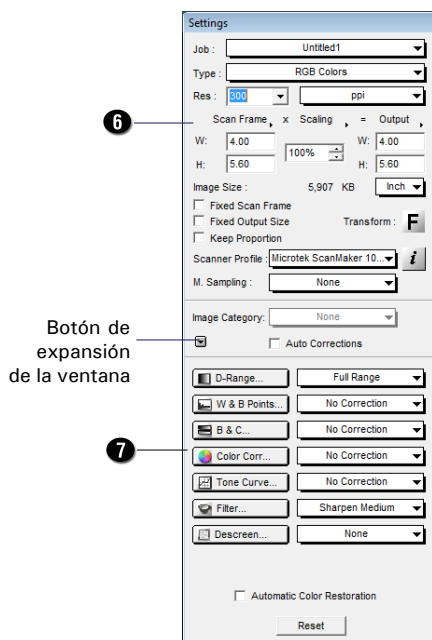 Settings
Job : Untitled1
Type : RGB Colors
Res : 300 ppi
6 Scan Frame x Scaling = Output
W: 4.00 100% W: 4.00
H: 5.60 H: 5.60
Image Size : 5,907 KB Inch
Fixed Scan Frame
Fixed Output Size Transform : F
Keep Proportion
Scanner Profile : Microtek ScanMaker 10... i
M. Sampling : None
Image Category: None
Botón de
expansión
de la ventana
Auto Corrections
D-Range... Full Range
W & B Points... No Correction
B & C... No Correction
7 Color Corr... No Correction
Tone Curve... No Correction
Filter... Sharpen Medium
Descreen... None
Automatic Color Restoration
Reset